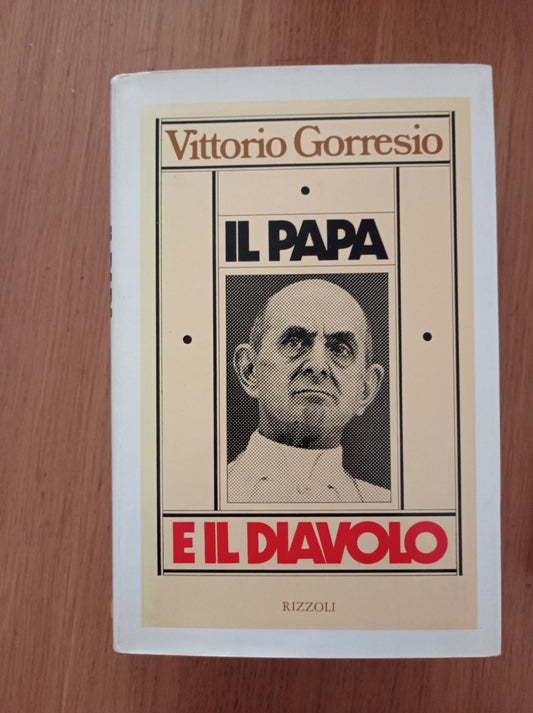 Vittorio Gorresio
IL PAPA
E IL DIAVOLO
RIZZOLI